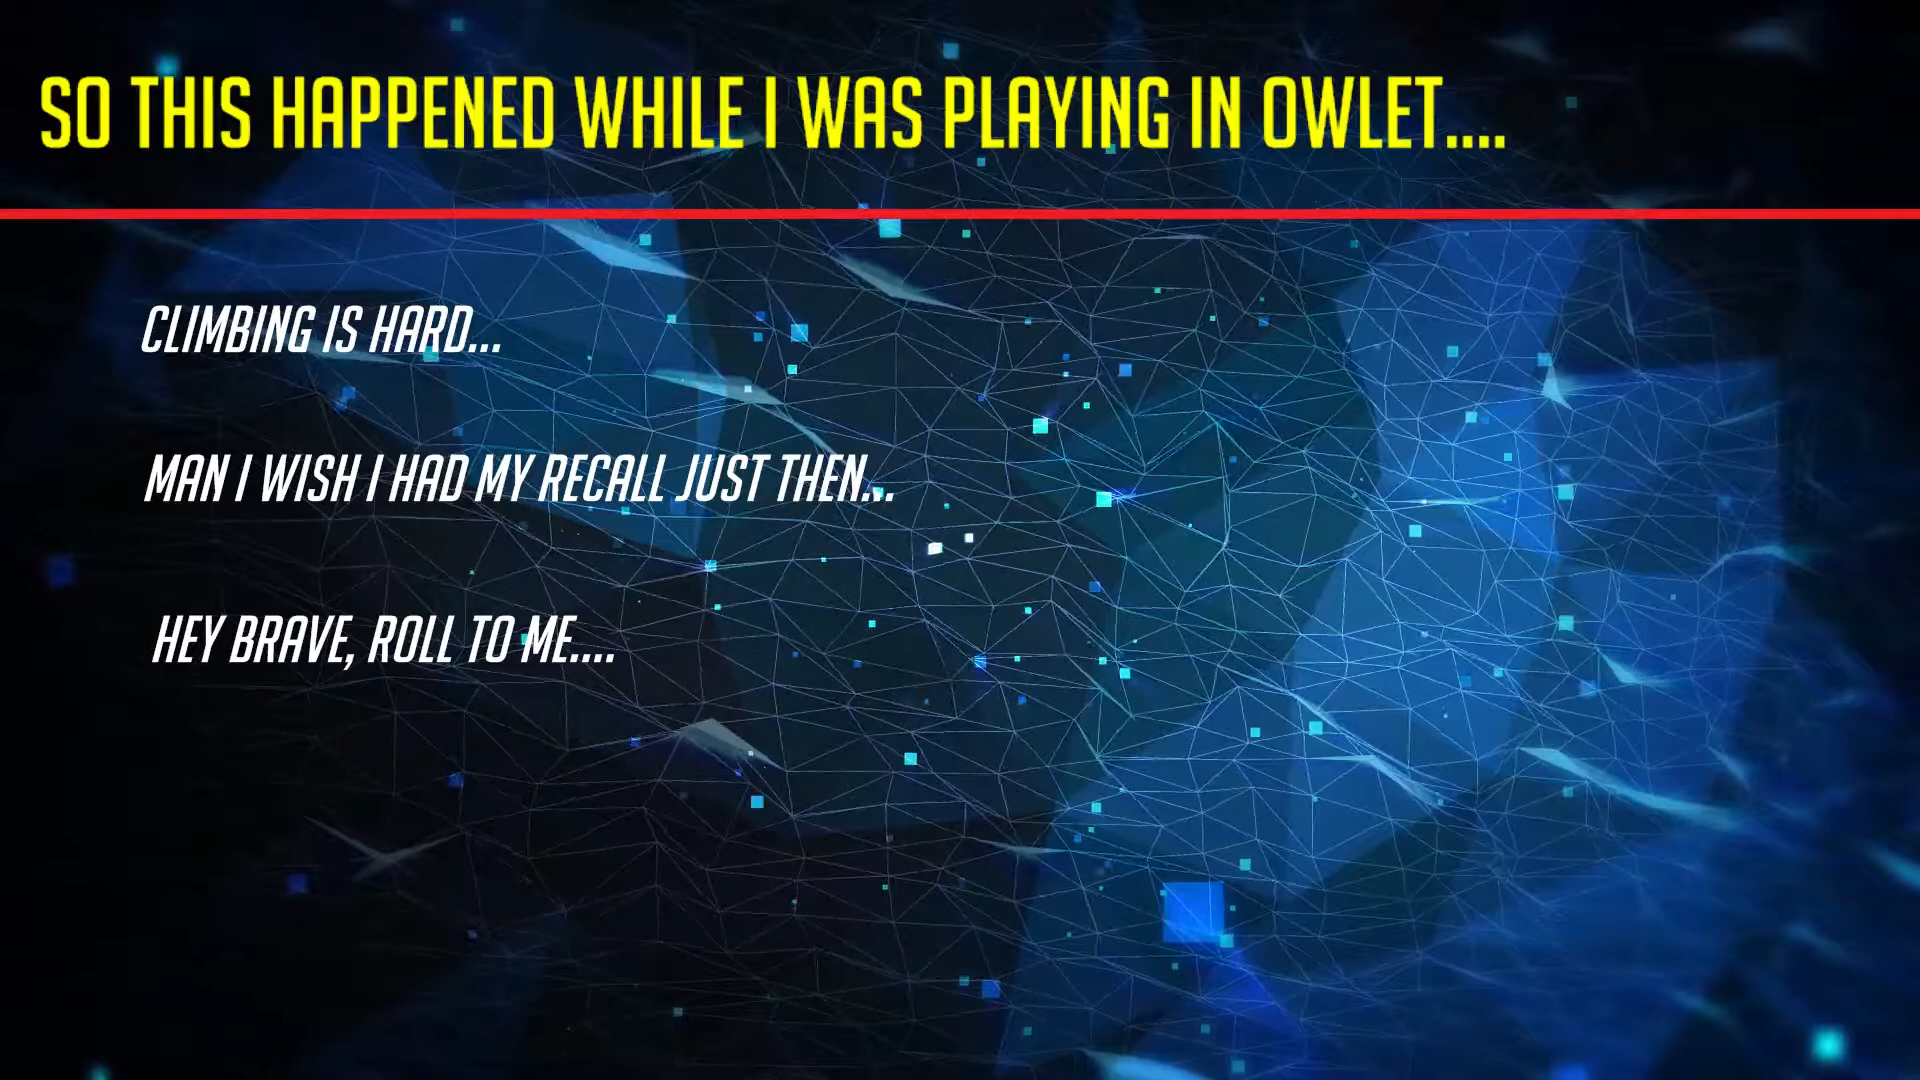 SO THIS HAPPENED WHILE I WAS PLAYING IN OWLET....
CLIMBING IS HARD...
MAN I WISH I HAD MY RECALL JUST THEN...
HEY BRAVE, ROLL TO ME....